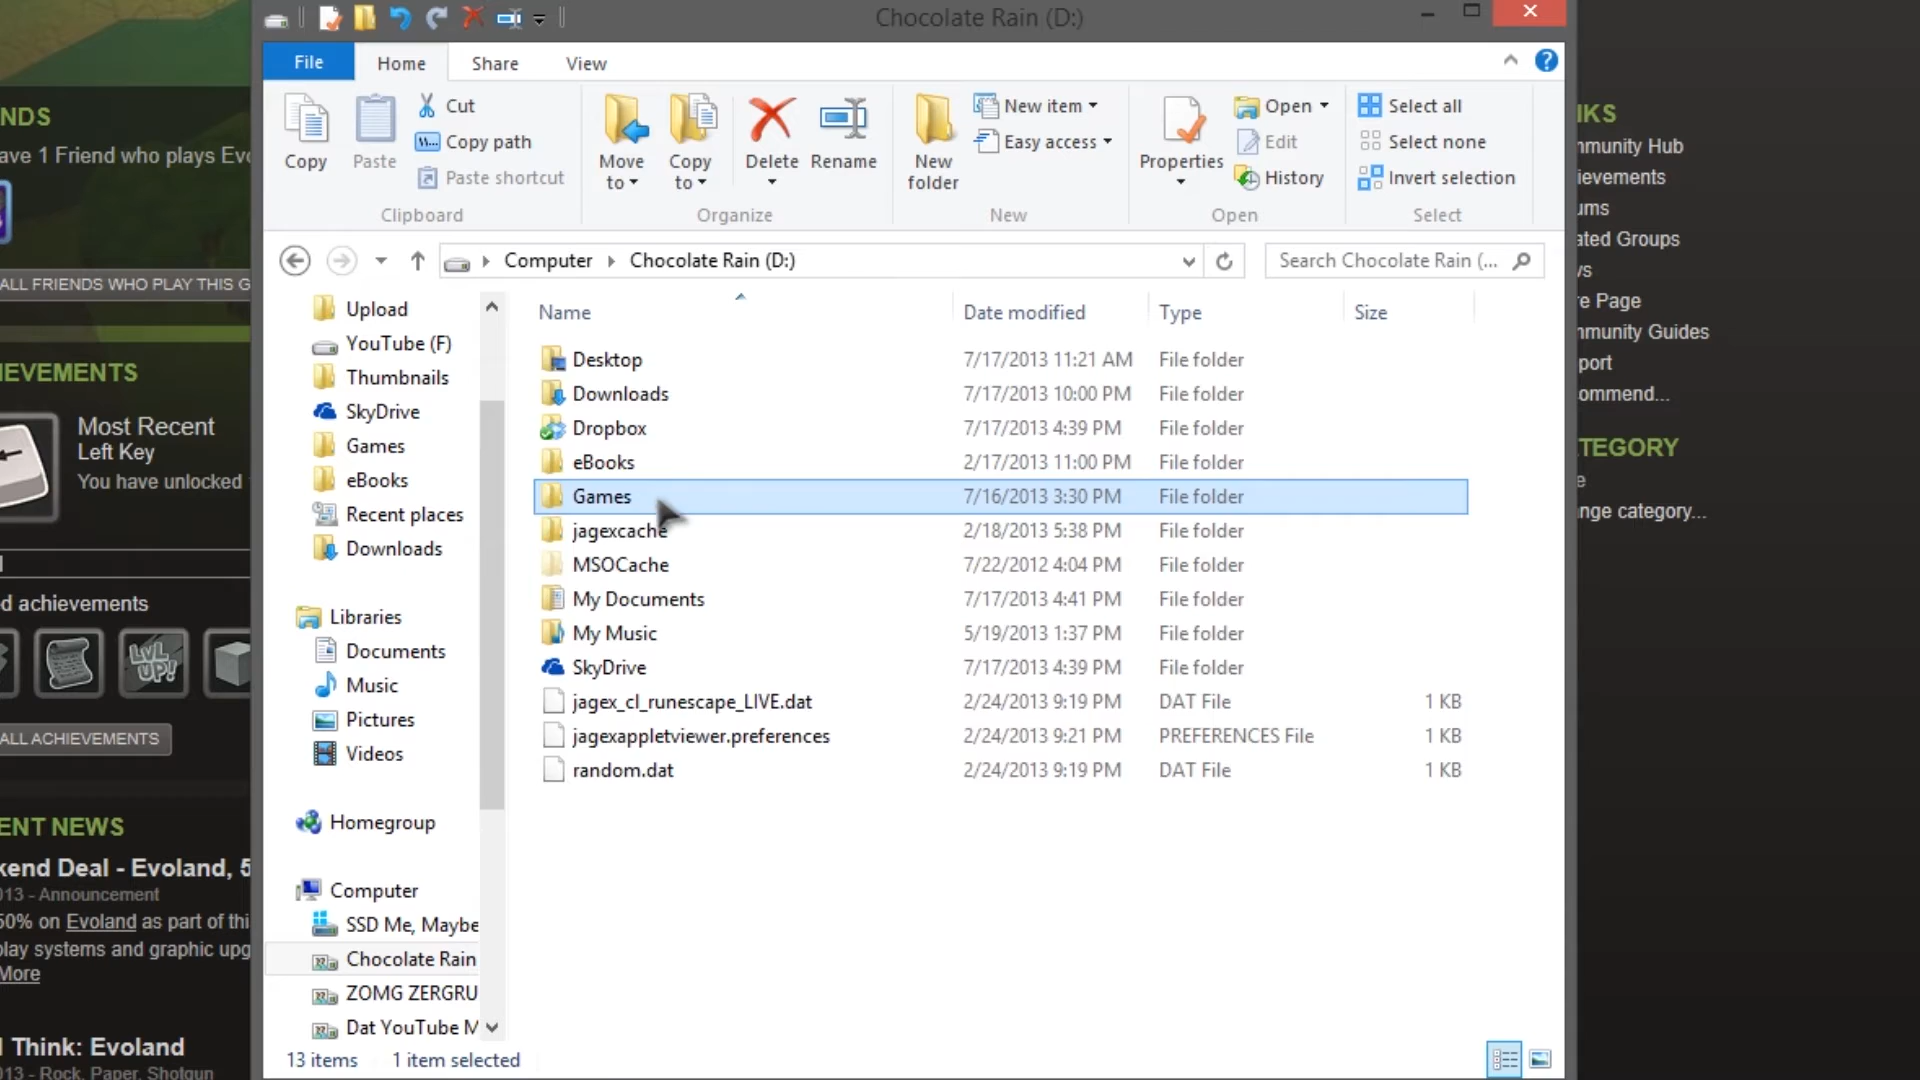 Chocolate Rain (D:)
File Home Share View
Copy
Paste
Cut
Copy path
Paste shortcut
Clipboard
Move to
Copy to
Delete
Rename
Organize
New folder
New item
Easy access
New
Properties
Open
Edit
History
Open
Select all
Select none
Invert selection
Select
Computer Chocolate Rain (D:)
Search Chocolate Rain (...
Upload
YouTube (F)
Thumbnails
SkyDrive
Games
eBooks
Recent places
Downloads
Libraries
Documents
Music
Pictures
Videos
Homegroup
Computer
SSD Me, Maybe
Chocolate Rain
ZOMG ZERGRU
Dat YouTube M
Name Date modified Type Size
Desktop 7/17/2013 11:21 AM File folder
Downloads 7/17/2013 10:00 PM File folder
Dropbox 7/17/2013 4:39 PM File folder
eBooks 2/17/2013 11:00 PM File folder
Games 7/16/2013 3:30 PM File folder
jagexcache 2/18/2013 5:38 PM File folder
MSOCache 7/22/2012 4:04 PM File folder
My Documents 7/17/2013 4:41 PM File folder
My Music 5/19/2013 1:37 PM File folder
SkyDrive 7/17/2013 4:39 PM File folder
jagex_cl_runescape_LIVE.dat 2/24/2013 9:19 PM DAT File 1 KB
jagexappletviewer.preferences 2/24/2013 9:21 PM PREFERENCES File 1 KB
random.dat 2/24/2013 9:19 PM DAT File 1 KB
13 items 1 item selected
NDS
ave 1 Friend who plays Evo
ALL FRIENDS WHO PLAY THIS G
IEVEMENTS
Most Recent
Left Key
You have unlocked
d achievements
LVL UP!
ALL ACHIEVEMENTS
ENT NEWS
kend Deal - Evoland, 5
013 - Announcement
50% on Evoland as part of thi
play systems and graphic upg
More
I Think: Evoland
013 - Rock, Paper, Shotgun
KS
mmunity Hub
ievements
ums
ated Groups
vs
re Page
mmunity Guides
port
ommend...
TEGORY
e
nge category...